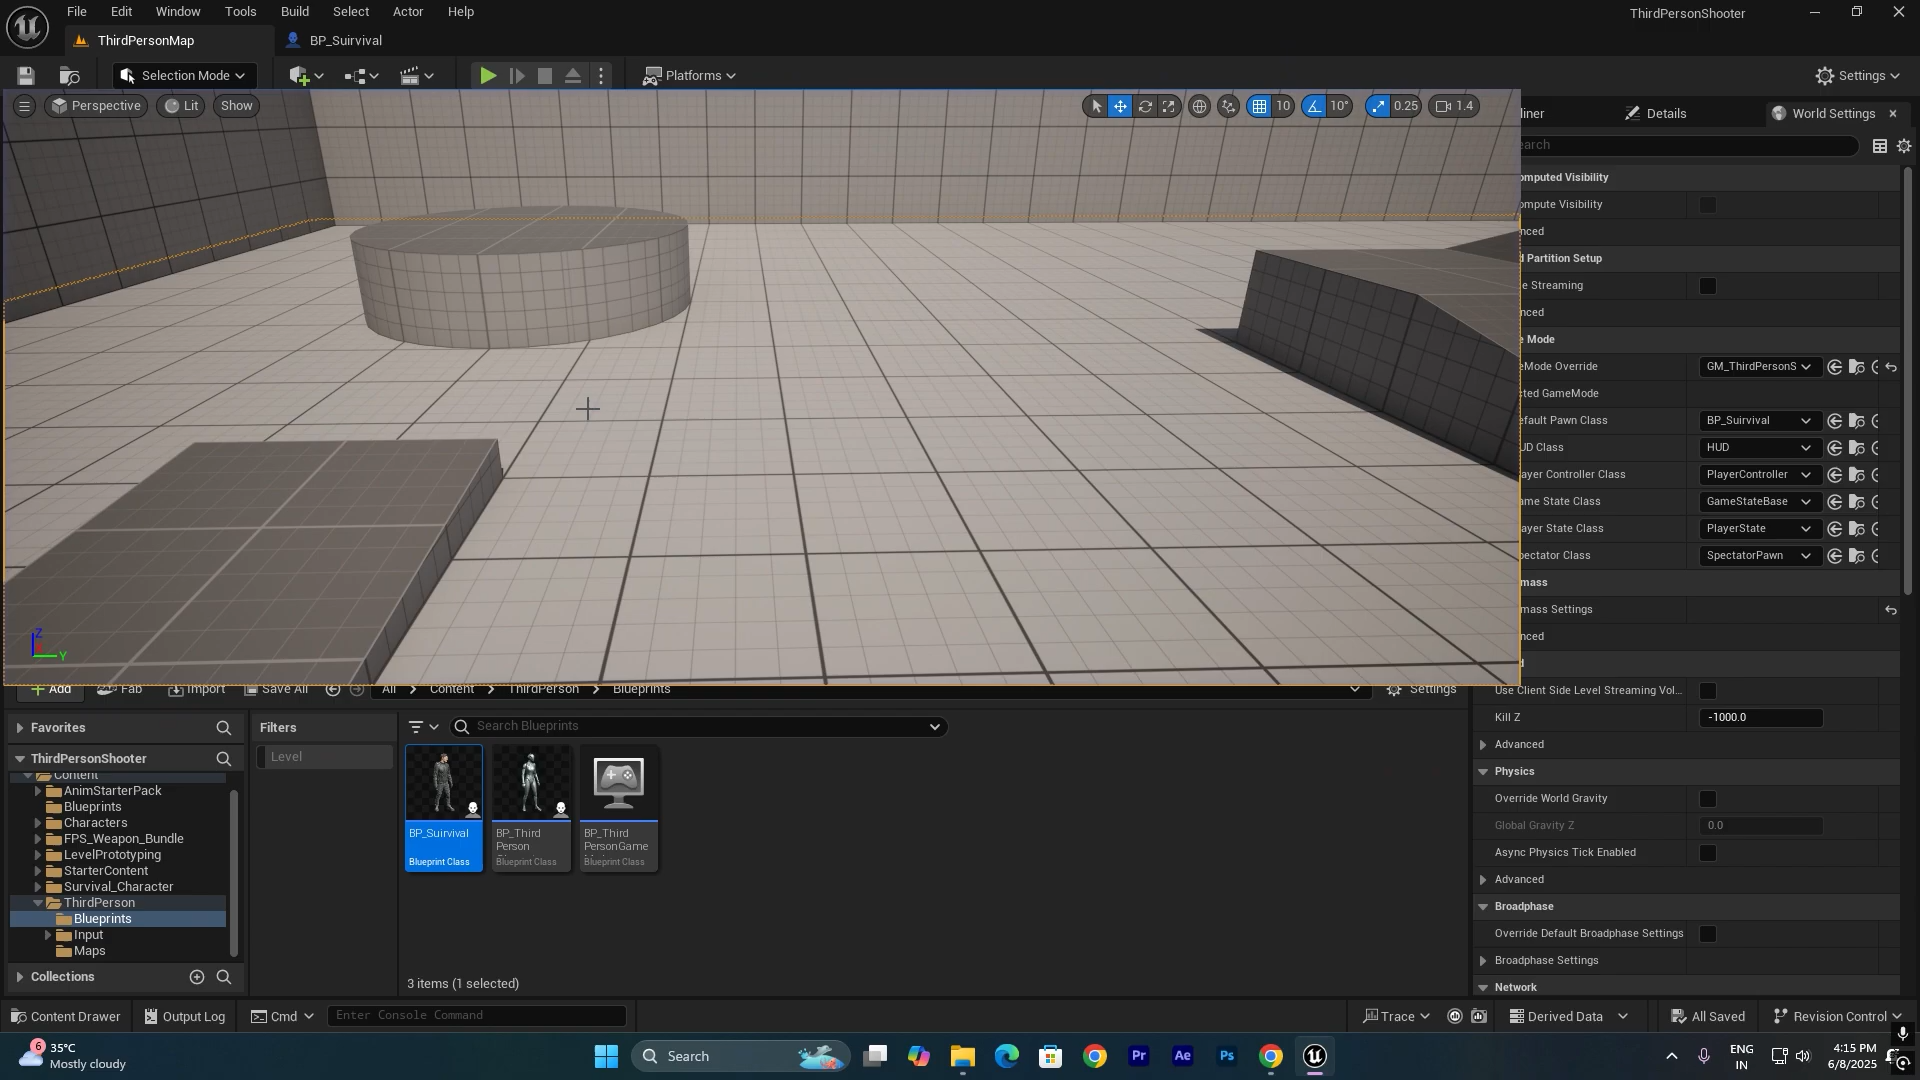 File Edit Window Tools Build Select Actor Help
ThirdPersonShooter
ThirdPersonMap
BP_Suirvival
Selection Mode
Platforms
Settings
Perspective Lit Show
10 10° 0.25 1.4
liner Details World Settings
earch
omputed Visibility
ompute Visibility
nced
d Partition Setup
e Streaming
nced
e Mode
eMode Override GM_ThirdPersonS
cted GameMode
efault Pawn Class BP_Suirvival
UD Class HUD
ayer Controller Class PlayerController
ame State Class GameStateBase
ayer State Class PlayerState
pectator Class SpectatorPawn
mass
mass Settings
nced
d
Use Client Side Level Streaming Vol...
Kill Z -1000.0
Advanced
Physics
Override World Gravity
Global Gravity Z 0.0
Async Physics Tick Enabled
Advanced
Broadphase
Override Default Broadphase Settings
Broadphase Settings
Network
Z
Y
Add Fab Import Save All All Content ThirdPerson Blueprints Settings
Favorites
Filters
Search Blueprints
Level
ThirdPersonShooter
Content
AnimStarterPack
Blueprints
Characters
FPS_Weapon_Bundle
LevelPrototyping
StarterContent
Survival_Character
ThirdPerson
Blueprints
Input
Maps
Collections
BP_Suirvival
Blueprint Class
BP_Third
Person
Blueprint Class
BP_Third
PersonGame
Blueprint Class
3 items (1 selected)
Content Drawer Output Log Cmd Enter Console Command
Trace Derived Data All Saved Revision Control
6
35°C
Mostly cloudy
Search
Pr Ae Ps
ENG
IN
4:15 PM
6/8/2025